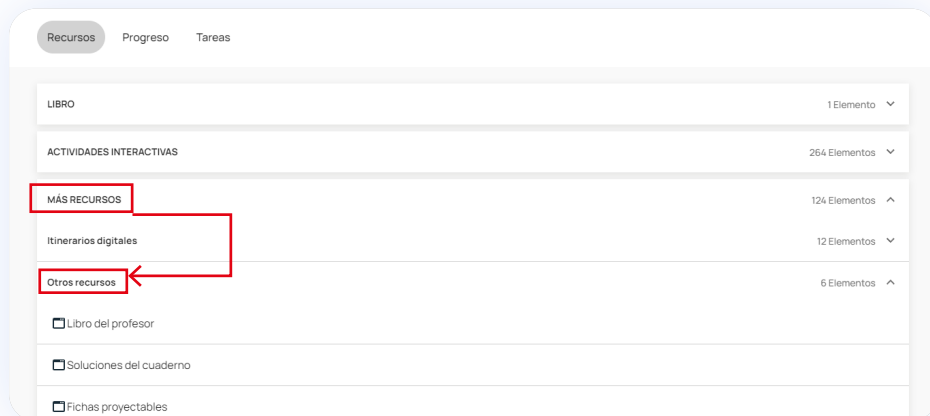 Recursos Progreso Tareas
LIBRO 1 Elemento
ACTIVIDADES INTERACTIVAS 264 Elementos
MÁS RECURSOS 124 Elementos
Itinerarios digitales 12 Elementos
Otros recursos 6 Elementos
Libro del profesor
Soluciones del cuaderno
Fichas proyectables